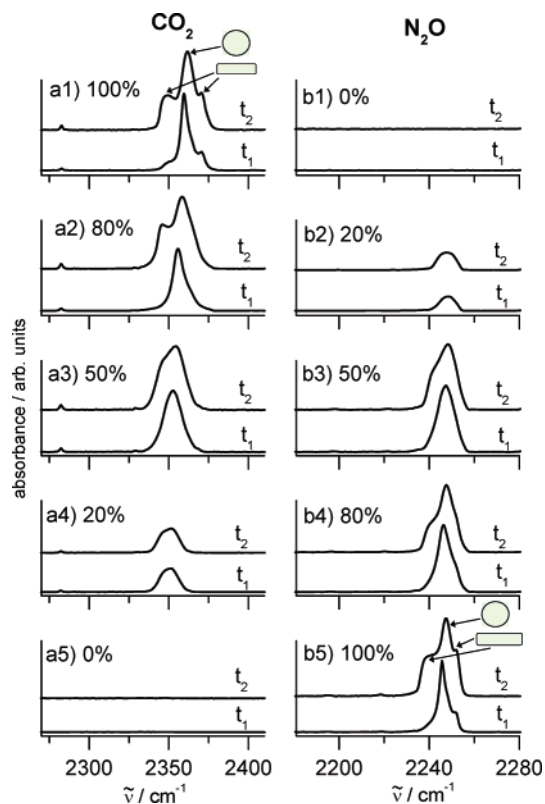 CO₂
N₂O
a1) 100%
t₂
t₁
b1) 0%
t₂
t₁
a2) 80%
t₂
t₁
b2) 20%
t₂
t₁
a3) 50%
t₂
t₁
b3) 50%
t₂
t₁
a4) 20%
t₂
t₁
b4) 80%
t₂
t₁
a5) 0%
t₂
t₁
b5) 100%
t₂
t₁
absorbance / arb. units
2300 2350 2400
2200 2240 2280
ṽ / cm⁻¹
ṽ / cm⁻¹